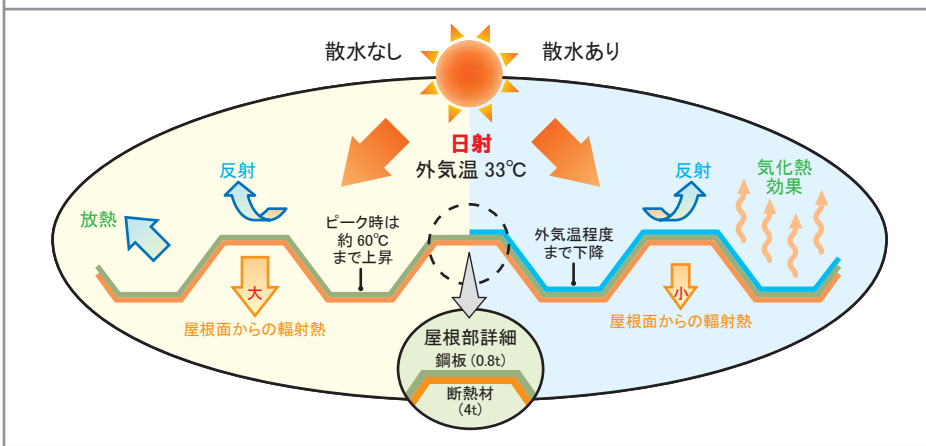 散水なし
散水あり
日射
外気温 33℃
反射
放熱
ピーク時は
約 60℃
まで上昇
大
屋根面からの輻射熱
外気温程度
まで下降
反射
気化熱
効果
小
屋根面からの輻射熱
屋根部詳細
鋼板 (0.8t)
断熱材
(4t)